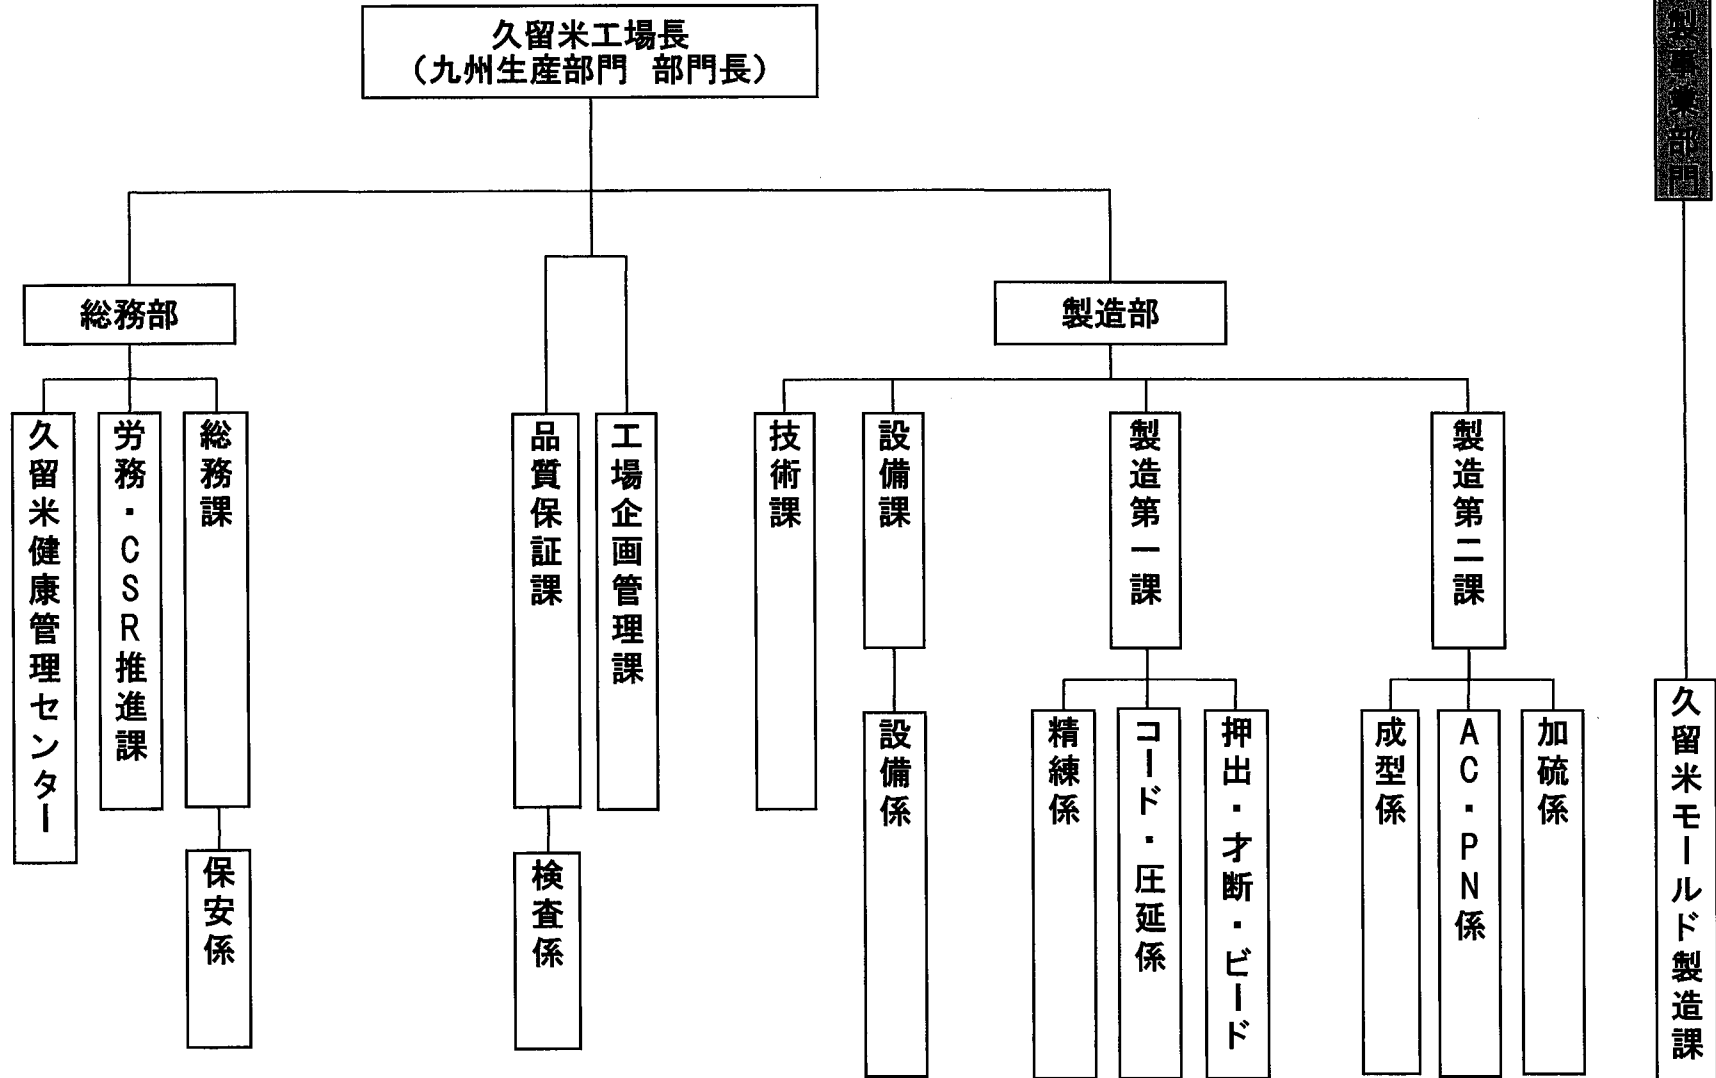 久留米工場長
（九州生産部門 部門長）
製事業部門
総務部
製造部
久留米健康管理センター
労務・CSR推進課
総務課
品質保証課
工場企画管理課
技術課
設備課
製造第一課
製造第二課
保安係
検査係
設備係
精練係
コード・圧延係
押出・才断・ビード
成型係
AC・PN係
加硫係
久留米モールド製造課